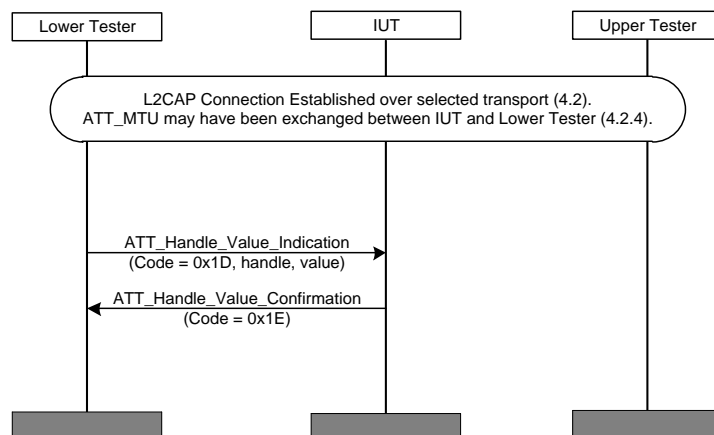 Lower Tester
IUT
Upper Tester
L2CAP Connection Established over selected transport (4.2).
ATT_MTU may have been exchanged between IUT and Lower Tester (4.2.4).
ATT_Handle_Value_Indication
(Code = 0x1D, handle, value)
ATT_Handle_Value_Confirmation
(Code = 0x1E)